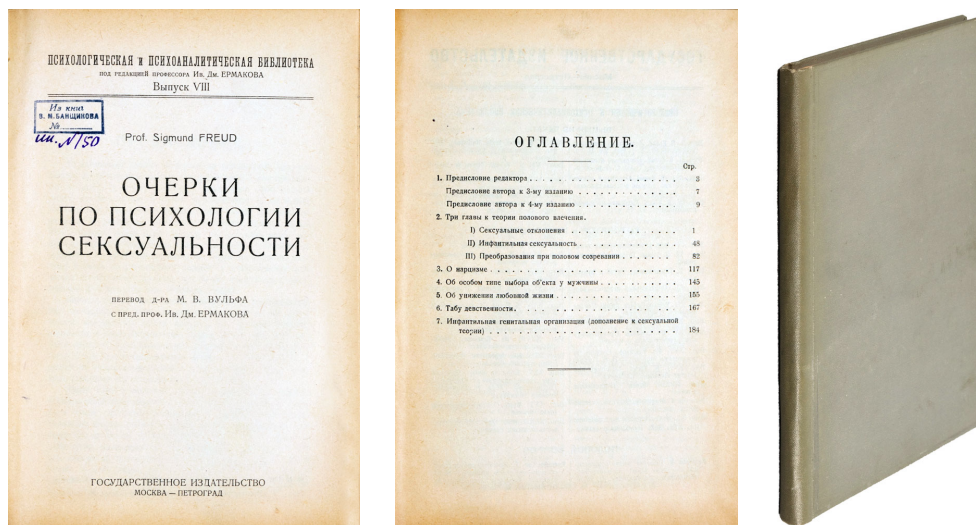 ПСИХОЛОГИЧЕСКАЯ и ПСИХОАНАЛИТИЧЕСКАЯ БИБЛИОТЕКА
ПОД РЕДАКЦИЕЙ ПРОФЕССОРА Ив. Дм. ЕРМАКОВА
Выпуск VIII
Из книг
В. М. БАНЩИКОВА
№
ин. N 150
Prof. Sigmund FREUD
ОЧЕРКИ
ПО ПСИХОЛОГИИ
СЕКСУАЛЬНОСТИ
ПЕРЕВОД Д-РА М. В. ВУЛЬФА
С ПРЕД. ПРОФ. Ив. Дм. ЕРМАКОВА
ГОСУДАРСТВЕННОЕ ИЗДАТЕЛЬСТВО
МОСКВА — ПЕТРОГРАД
ОГЛАВЛЕНИЕ.
Стр.
1. Предисловие редактора . . . . . . . . . . . . . . . . . . 3
Предисловие автора к 3-му изданию . . . . . . . . . . . . 7
Предисловие автора к 4-му изданию . . . . . . . . . . . . 9
2. Три главы к теории полового влечения.
I) Сексуальные отклонения . . . . . . . . . . . . . 1
II) Инфантильная сексуальность . . . . . . . . . . . . 48
III) Преобразования при половом созревании . . . . . . . 82
3. О нарцизме . . . . . . . . . . . . . . . . . . . . . . 117
4. Об особом типе выбора об'екта у мужчины . . . . . . . . . 145
5. Об унижении любовной жизни . . . . . . . . . . . . . . 155
6. Табу девственности. . . . . . . . . . . . . . . . . . . 167
7. Инфантильная генитальная организация (дополнение к сексуальной
теории) . . . . . . . . . . . . . . . . . . . . . . 184